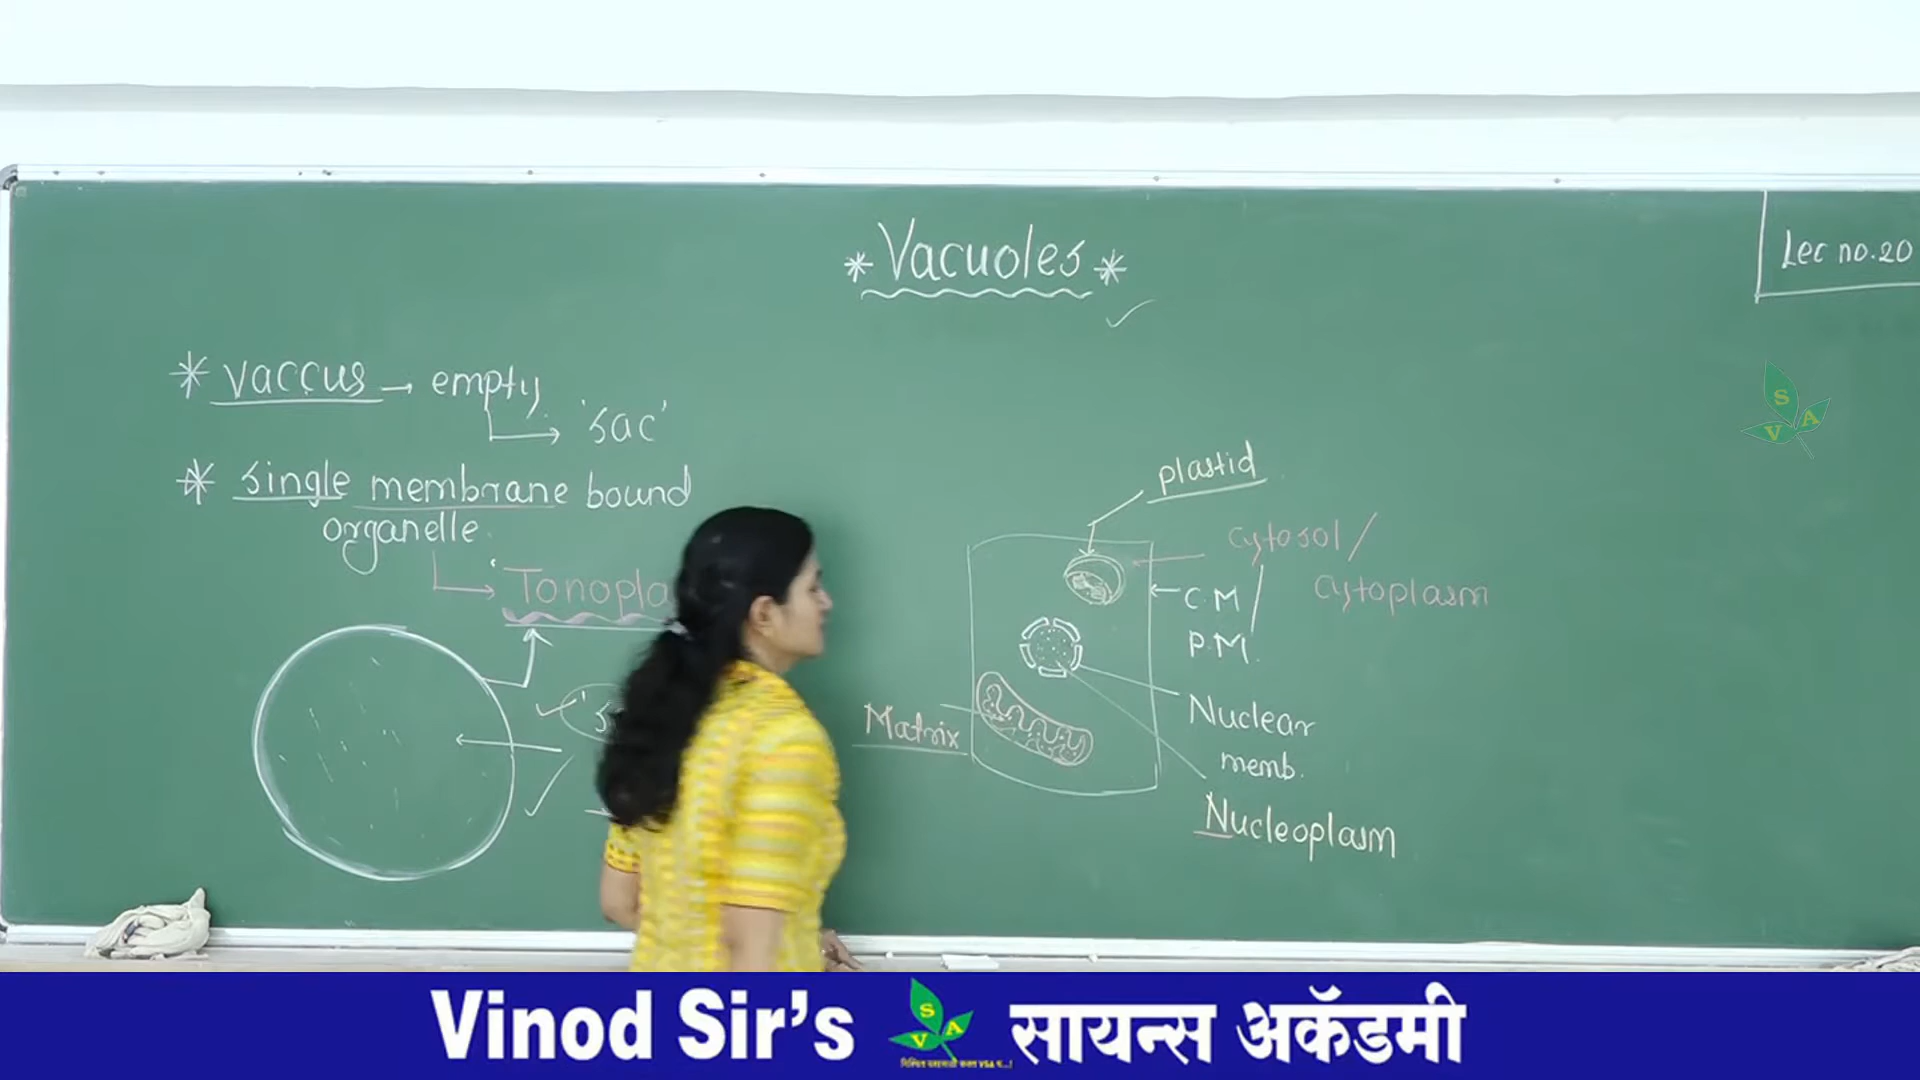 * Vacuoles *
Lec no.20
* vaccus → empty
'sac'
* single membrane bound
organelle
Tonopla
plastid
cytosol /
cytoplasm
C.M
P.M.
Nuclear
memb.
Matrix
Nucleoplasm
S
V A
Vinod Sir's
S
V A
सायन्स अकॅडमी